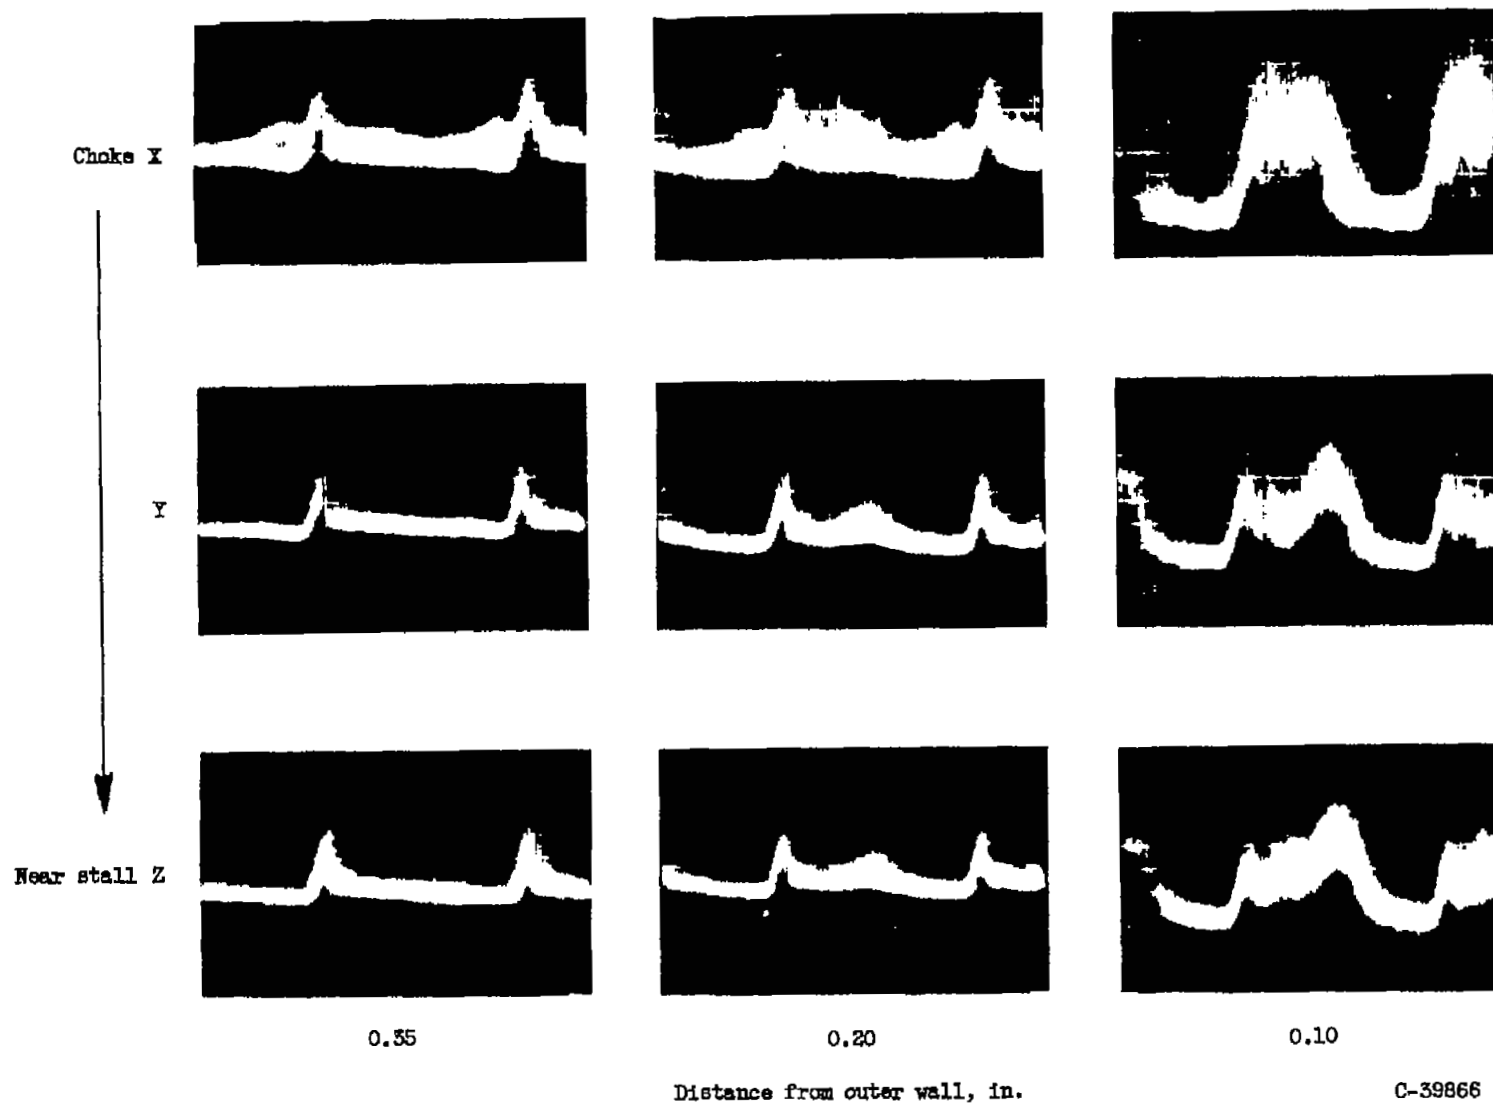 Choke X
Y
Near stall Z
0.35
0.20
0.10
Distance from outer wall, in.
C-39866